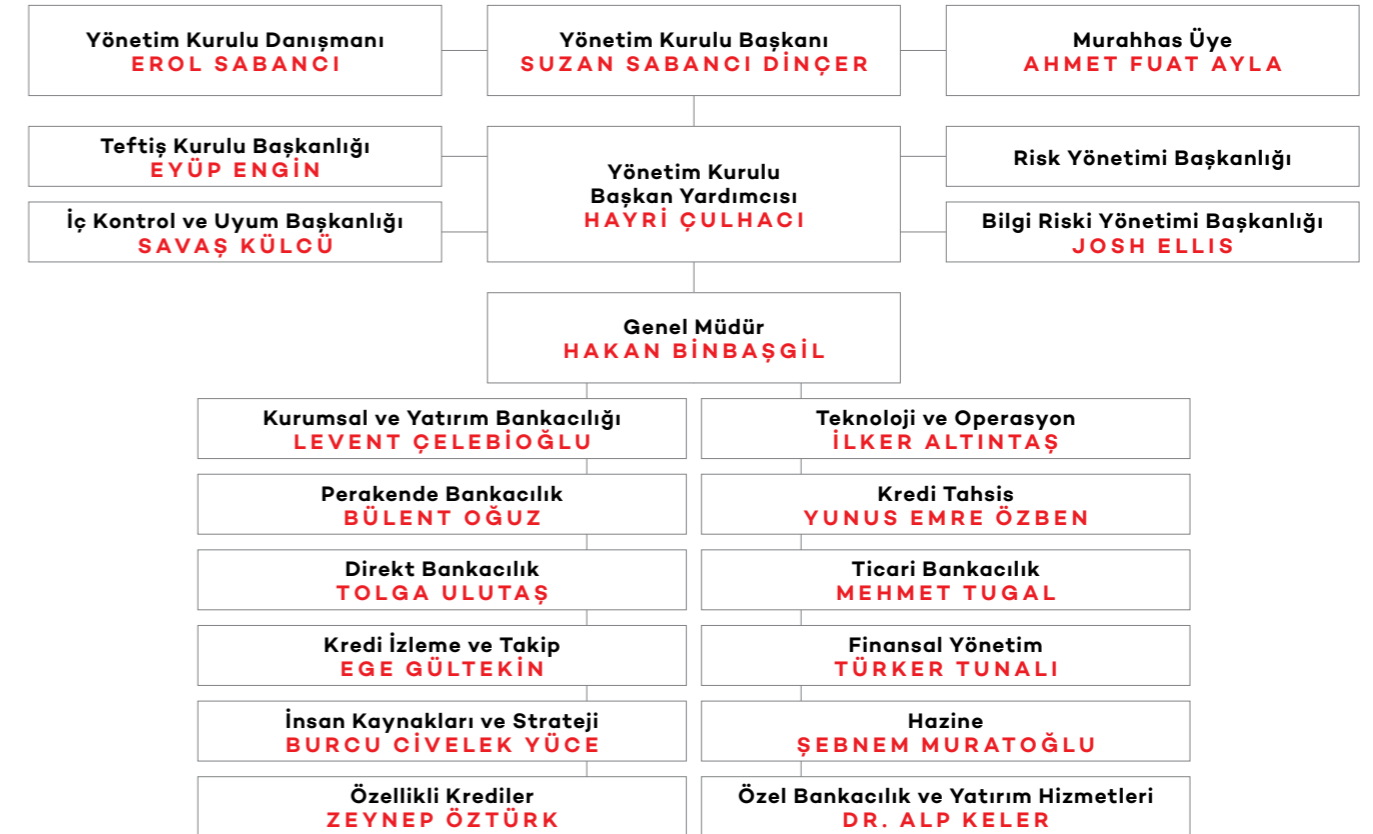 Yönetim Kurulu Danışmanı
EROL SABANCI
Yönetim Kurulu Başkanı
SUZAN SABANCI DİNÇER
Murahhas Üye
AHMET FUAT AYLA
Teftiş Kurulu Başkanlığı
EYÜP ENGİN
İç Kontrol ve Uyum Başkanlığı
SAVAŞ KÜLCÜ
Yönetim Kurulu
Başkan Yardımcısı
HAYRİ ÇULHACI
Risk Yönetimi Başkanlığı
Bilgi Riski Yönetimi Başkanlığı
JOSH ELLIS
Genel Müdür
HAKAN BİNBAŞGİL
Kurumsal ve Yatırım Bankacılığı
LEVENT ÇELEBİOĞLU
Teknoloji ve Operasyon
İLKER ALTINTAŞ
Perakende Bankacılık
BÜLENT OĞUZ
Kredi Tahsis
YUNUS EMRE ÖZBEN
Direkt Bankacılık
TOLGA ULUTAŞ
Ticari Bankacılık
MEHMET TUGAL
Kredi İzleme ve Takip
EGE GÜLTEKİN
Finansal Yönetim
TÜRKER TUNALI
İnsan Kaynakları ve Strateji
BURCU CİVELEK YÜCE
Hazine
ŞEBNEM MURATOĞLU
Özellikli Krediler
ZEYNEP ÖZTÜRK
Özel Bankacılık ve Yatırım Hizmetleri
DR. ALP KELER